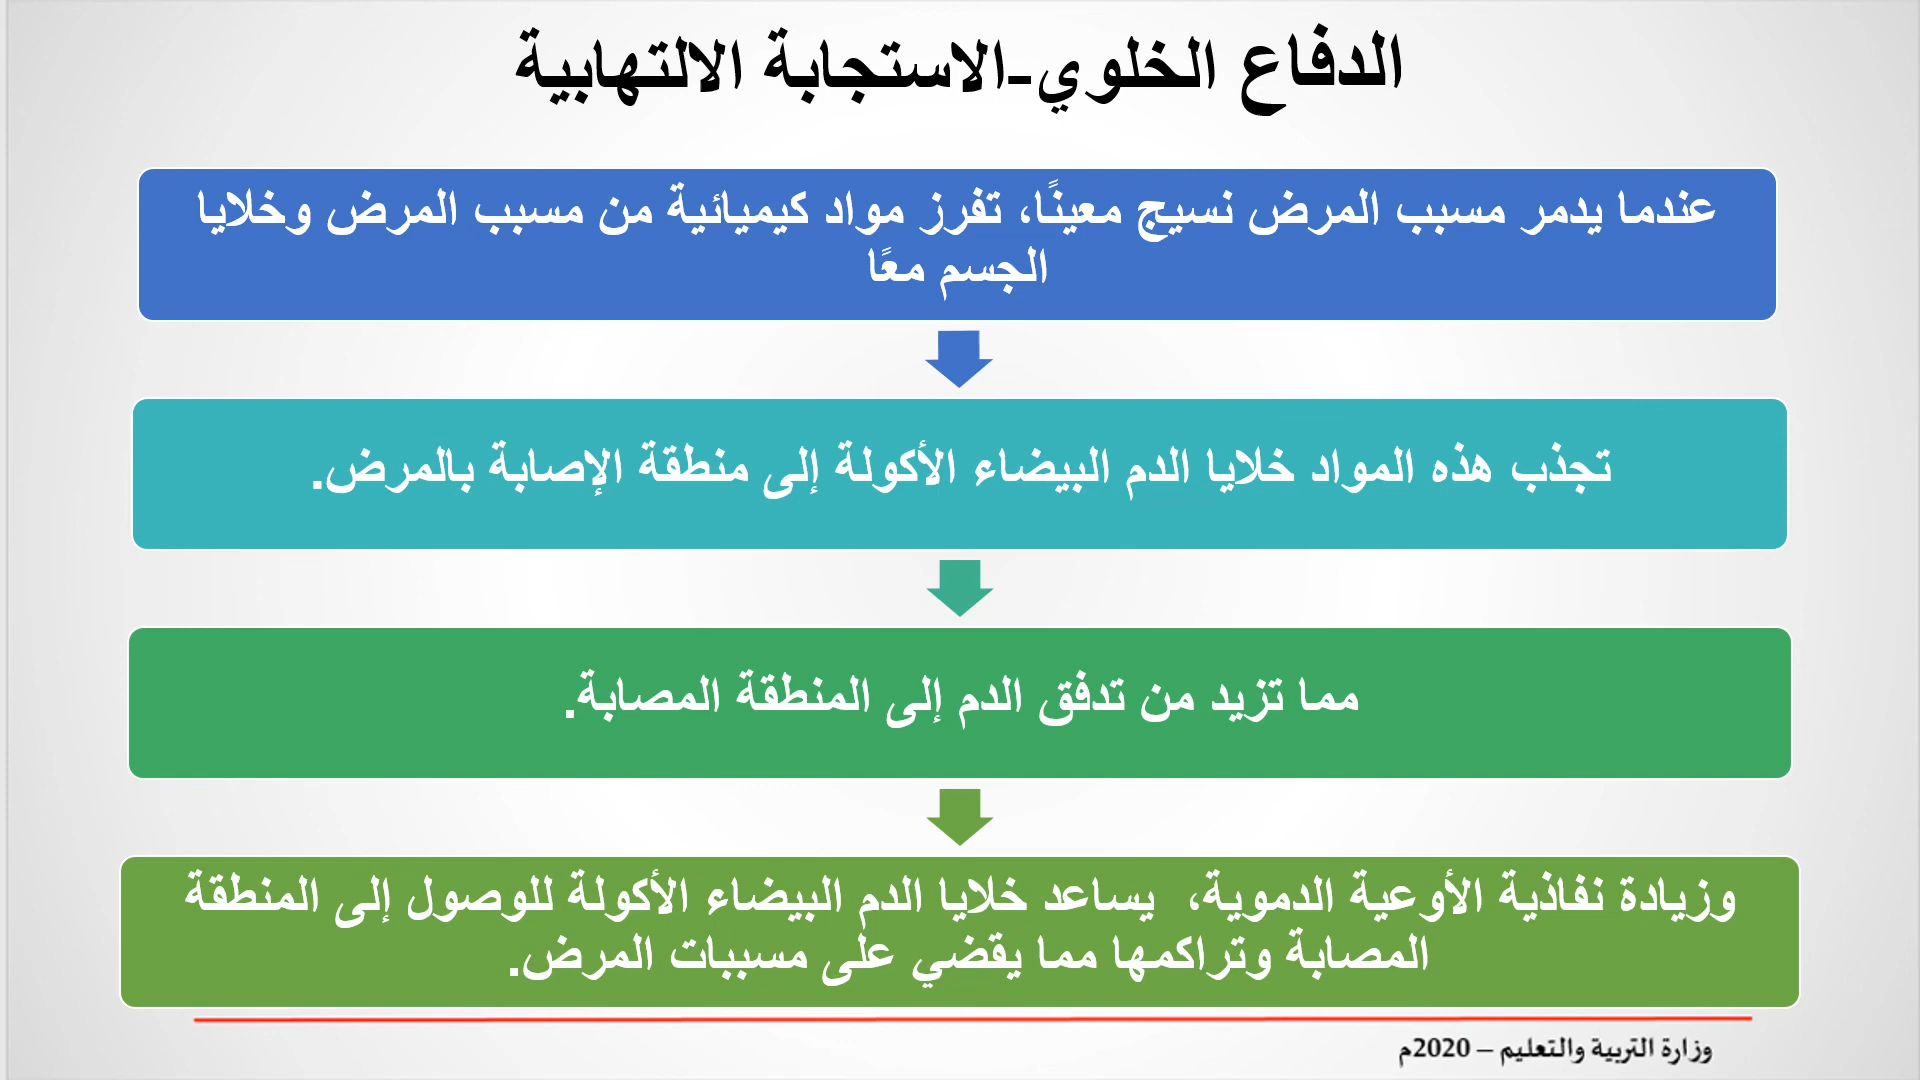 الدفاع الخلوي-الاستجابة الالتهابية
عندما يدمر مسبب المرض نسيج معينًا، تفرز مواد كيميائية من مسبب المرض وخلايا
الجسم معًا
تجذب هذه المواد خلايا الدم البيضاء الأكولة إلى منطقة الإصابة بالمرض.
مما تزيد من تدفق الدم إلى المنطقة المصابة.
وزيادة نفاذية الأوعية الدموية، يساعد خلايا الدم البيضاء الأكولة للوصول إلى المنطقة
المصابة وتراكمها مما يقضي على مسببات المرض.
وزارة التربية والتعليم – 2020م